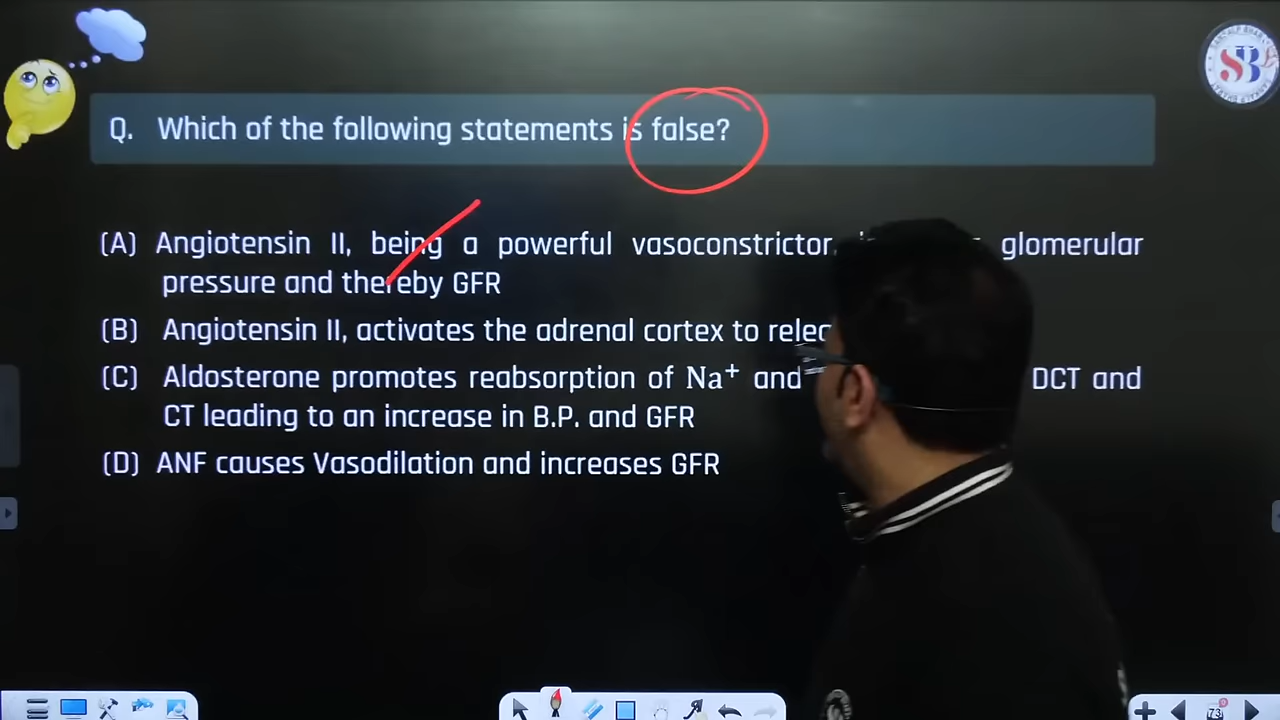 Q. Which of the following statements is false?
(A) Angiotensin II, being a powerful vasoconstrictor, glomerular
pressure and thereby GFR
(B) Angiotensin II, activates the adrenal cortex to
(C) Aldosterone promotes reabsorption of Na⁺ and DCT and
CT leading to an increase in B.P. and GFR
(D) ANF causes Vasodilation and increases GFR
SB
73